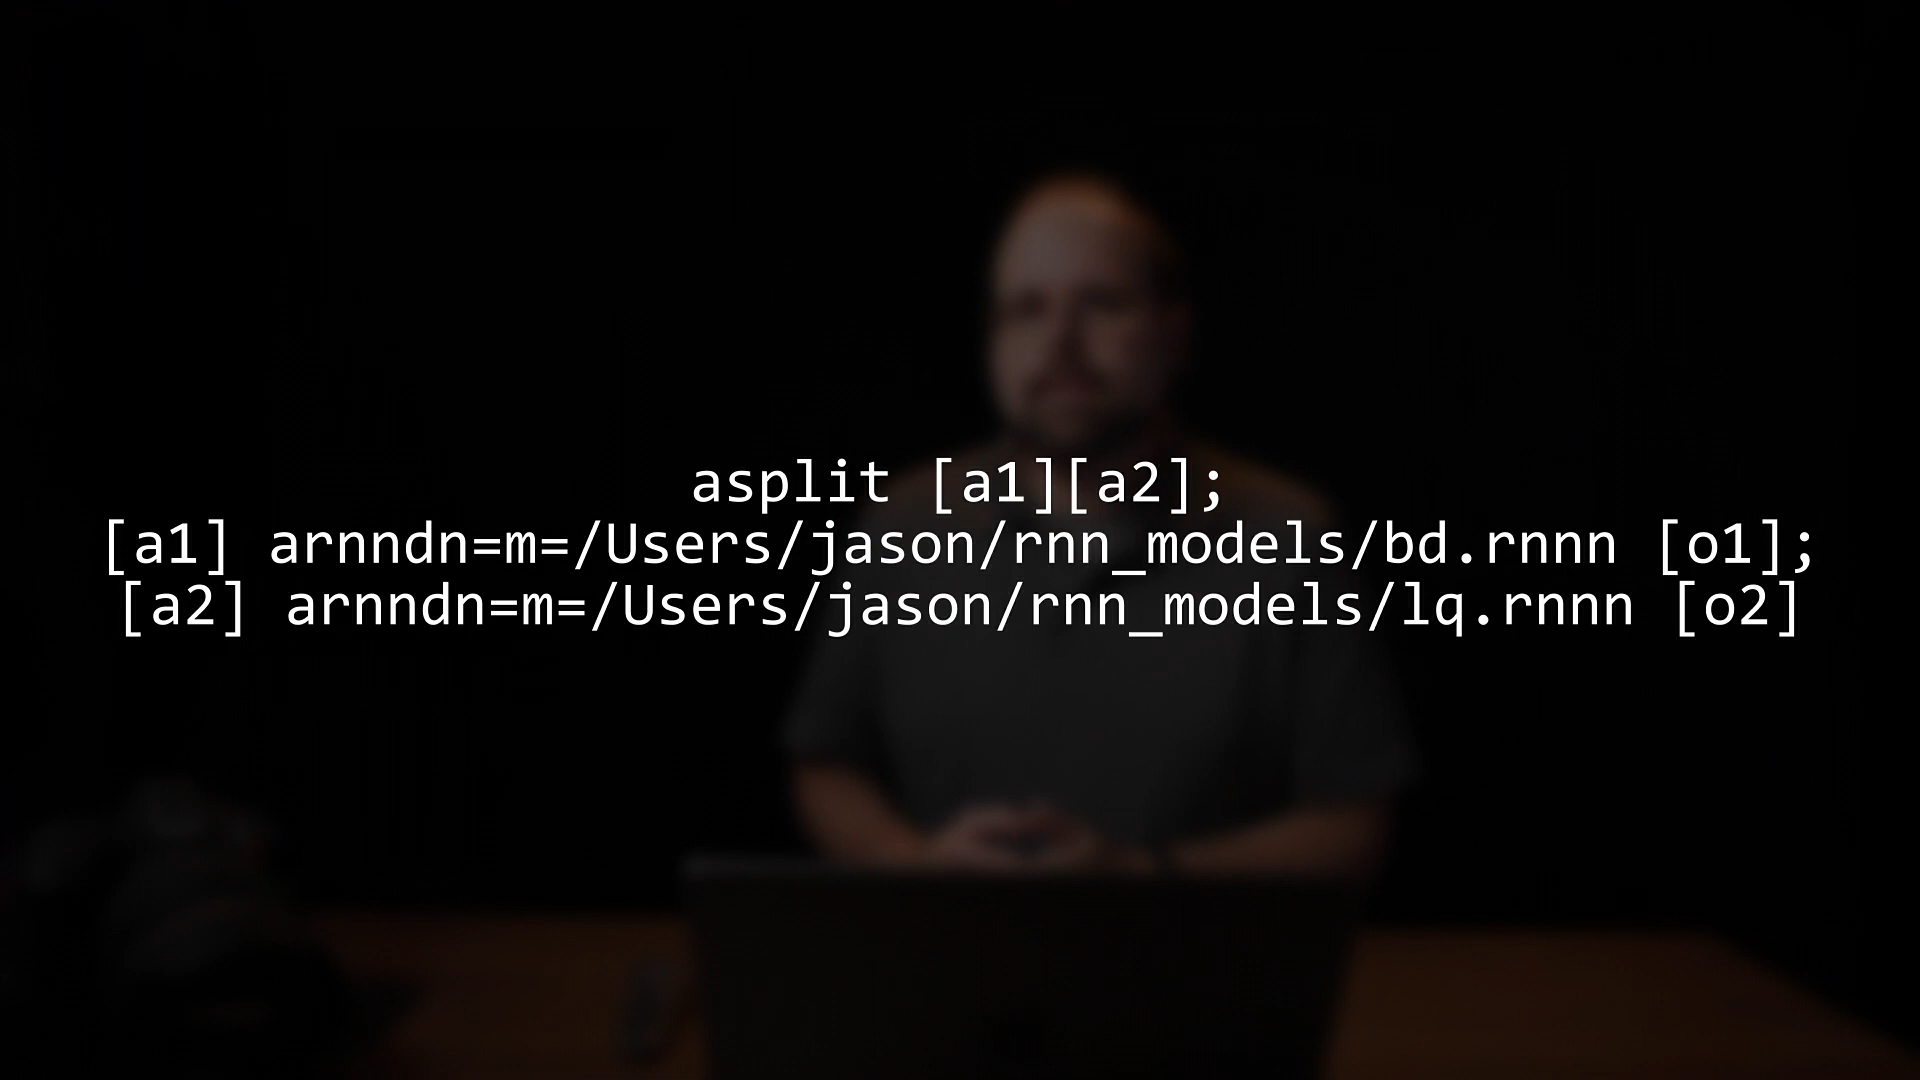 asplit [a1][a2];
[a1] arnndn=m=/Users/jason/rnn_models/bd.rnnn [o1];
[a2] arnndn=m=/Users/jason/rnn_models/lq.rnnn [o2]